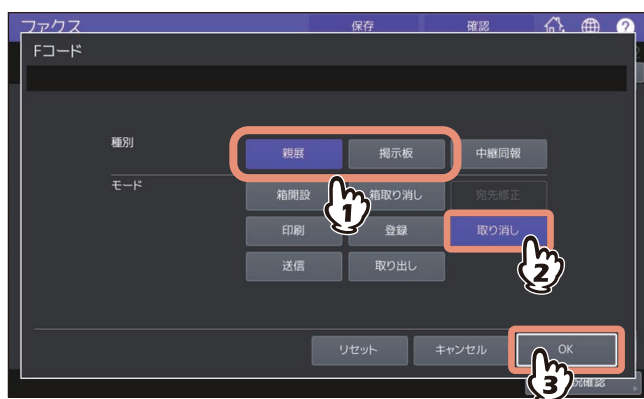 ファクス 保存 確認
Fコード
種別 親展 掲示板 中継同報
モード 箱開設 箱取り消し 宛先修正
1
印刷 登録 取り消し
2
送信 取り出し
リセット キャンセル OK
3
況確認